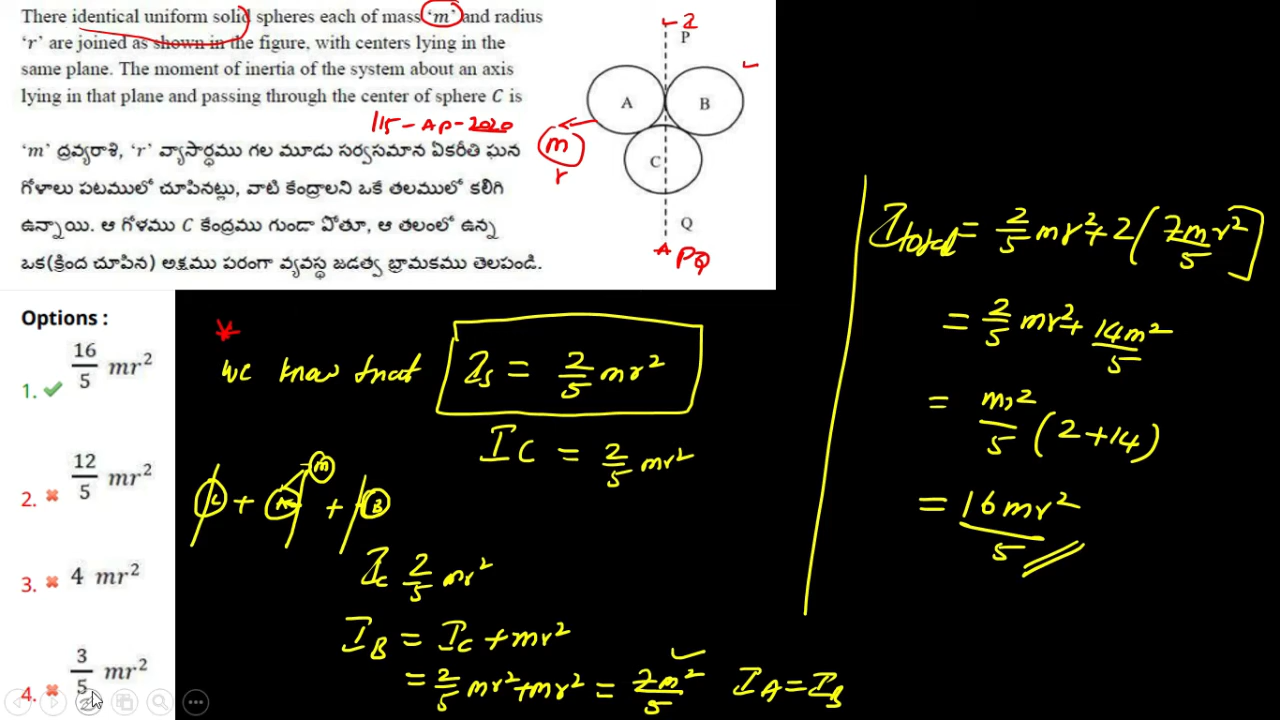 There identical uniform solid spheres each of mass ‘m’ and radius
‘r’ are joined as shown in the figure, with centers lying in the
same plane. The moment of inertia of the system about an axis
lying in that plane and passing through the center of sphere C is
115-AP-2020
‘m’ ద్రవ్యరాశి, ‘r’ వ్యాసార్ధము గల మూడు సర్వసమాన ఏకరీతి ఘన
గోళాలు పటములో చూపినట్లు, వాటి కేంద్రాలని ఒకే తలములో కలిగి
ఉన్నాయి. ఆ గోళము C కేంద్రము గుండా పోతూ, ఆ తలంలో ఉన్న
ఒక(క్రింద చూపిన) అక్షము పరంగా వ్యవస్థ జడత్వ భ్రామకము తెలపండి.
P
A
B
m
r
C
Q
PQ
Options :
1. 16/5 mr²
2. 12/5 mr²
3. 4 mr²
4. 3/5 mr²
*
we know that I_s = 2/5 mr²
I_C = 2/5 mr²
m
+ A + B
I_C 2/5 mr²
I_B = I_C + mr²
= 2/5 mr² + mr² = 7m²/5 I_A = I_B
I_total = 2/5 mr² + 2(7mr²/5]
= 2/5 mr² + 14m²/5
= mr²/5 (2+14)
= 16mr²/5